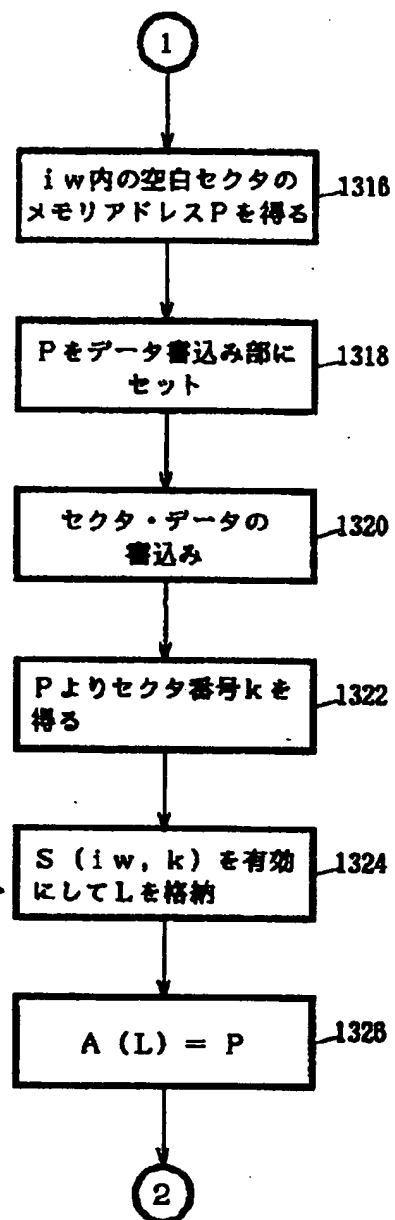 1
iw内の空白セクタの
メモリアドレスPを得る
1316
Pをデータ書込み部に
セット
1318
セクタ・データの
書込み
1320
Pよりセクタ番号kを
得る
1322
S(iw,k)を有効
にしてLを格納
1324
A(L)=P
1326
2